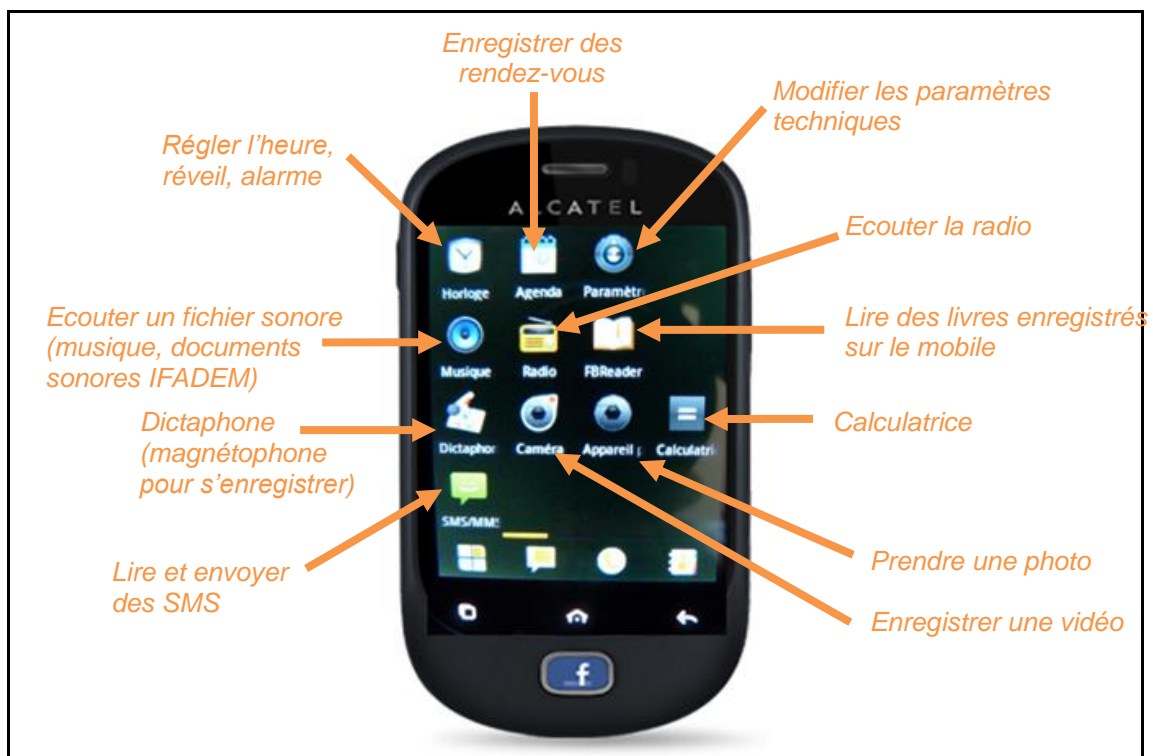 Enregistrer des
rendez-vous
Modifier les paramètres
techniques
Régler l'heure,
réveil, alarme
ALCATEL
Ecouter la radio
Horloge
Agenda
Paramètr
Ecouter un fichier sonore
(musique, documents
sonores IFADEM)
Lire des livres enregistrés
sur le mobile
Musique
Radio
FBReader
Dictaphone
(magnétophone
pour s'enregistrer)
Calculatrice
Dictaphor
Caméra
Appareil p
Calculatri
SMS/MMS
Lire et envoyer
des SMS
Prendre une photo
Enregistrer une vidéo
f